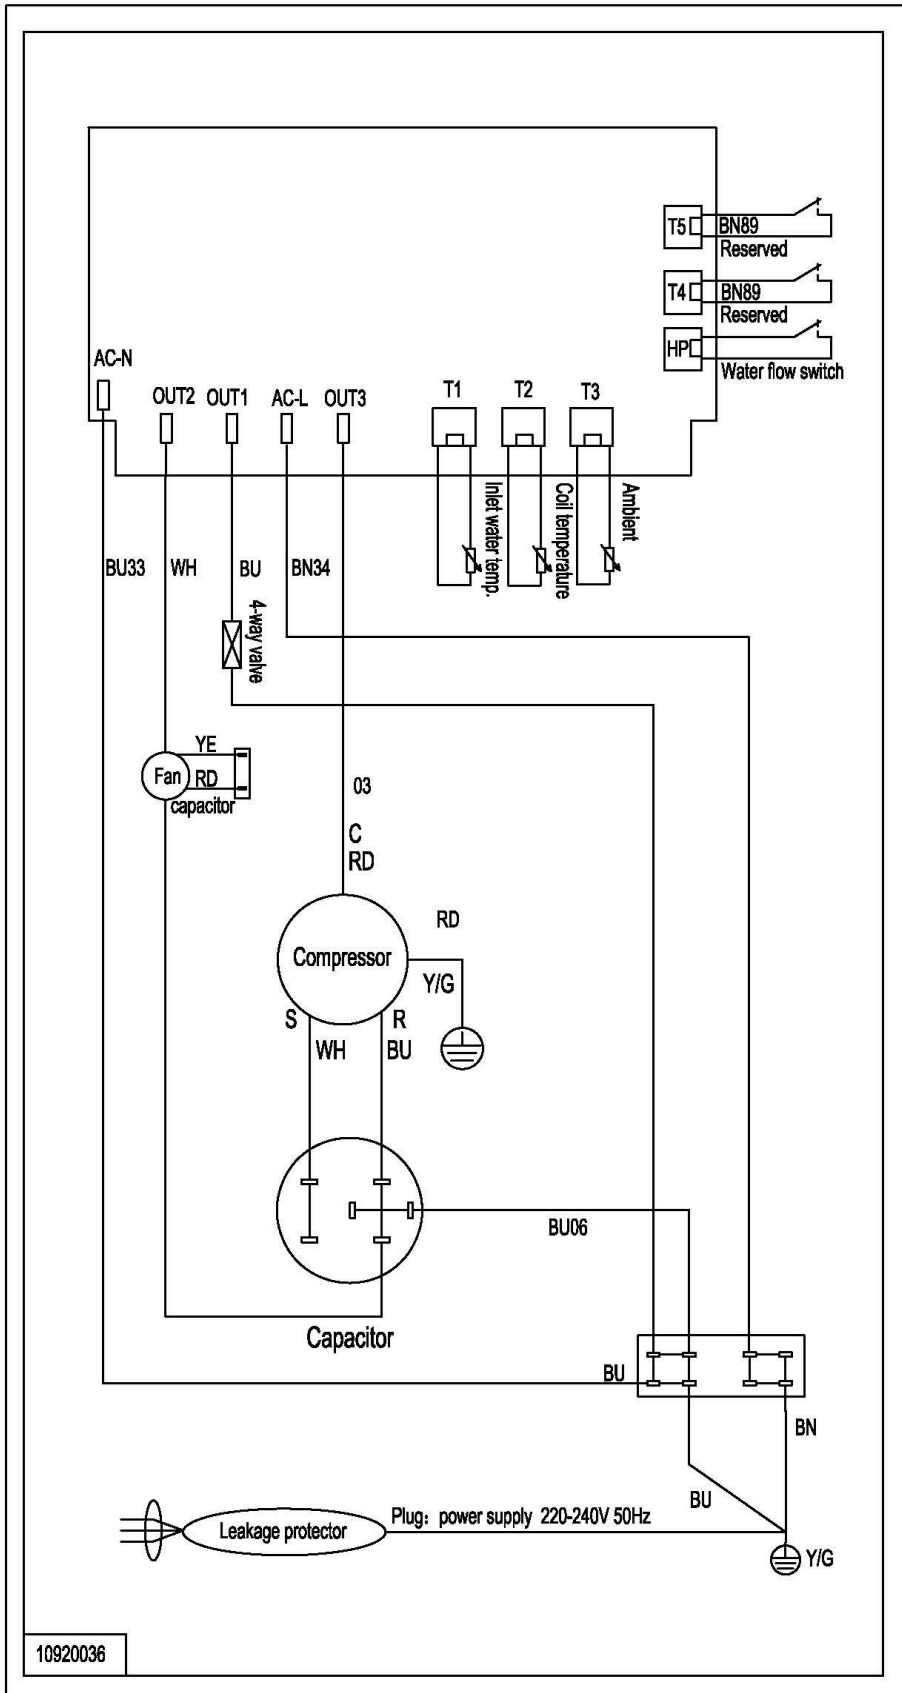 T5
BN89
Reserved
T4
BN89
Reserved
HP
Water flow switch
AC-N
OUT2
OUT1
AC-L
OUT3
T1
T2
T3
Inlet water temp.
Coil temperature
Ambient
BU33
WH
BU
BN34
4-way valve
YE
Fan
RD
capacitor
03
C
RD
RD
Compressor
Y/G
S
R
WH
BU
BU06
Capacitor
BU
BN
BU
Plug: power supply 220-240V 50Hz
Leakage protector
Y/G
10920036